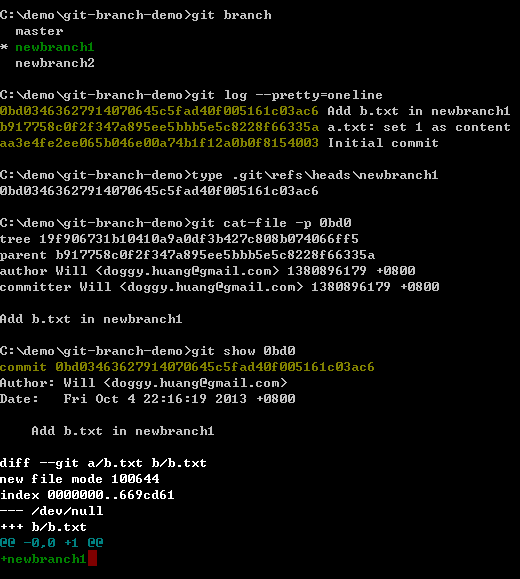 C:\demo\git-branch-demo>git branch
  master
* newbranch1
  newbranch2
C:\demo\git-branch-demo>git log --pretty=oneline
0bd03463627914070645c5fad40f005161c03ac6 Add b.txt in newbranch1
b917758c0f2f347a895ee5bbb5e5c8228f66335a a.txt: set 1 as content
aa3e4fe2ee065b046e00a74b1f12a0b0f8154003 Initial commit
C:\demo\git-branch-demo>type .git\refs\heads\newbranch1
0bd03463627914070645c5fad40f005161c03ac6
C:\demo\git-branch-demo>git cat-file -p 0bd0
tree 19f906731b10410a9a0df3b427c808b074066ff5
parent b917758c0f2f347a895ee5bbb5e5c8228f66335a
author Will <doggy.huang@gmail.com> 1380896179 +0800
committer Will <doggy.huang@gmail.com> 1380896179 +0800
Add b.txt in newbranch1
C:\demo\git-branch-demo>git show 0bd0
commit 0bd03463627914070645c5fad40f005161c03ac6
Author: Will <doggy.huang@gmail.com>
Date:   Fri Oct 4 22:16:19 2013 +0800
    Add b.txt in newbranch1
diff --git a/b.txt b/b.txt
new file mode 100644
index 0000000..669cd61
--- /dev/null
+++ b/b.txt
@@ -0,0 +1 @@
+newbranch1